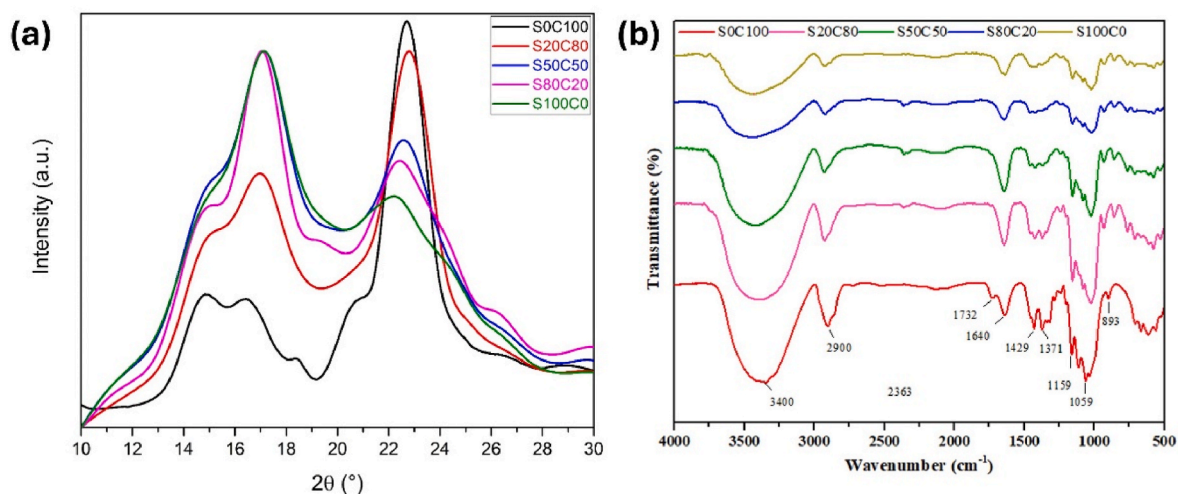 (a)
S0C100
S20C80
S50C50
S80C20
S100C0
Intensity (a.u.)
10 12 14 16 18 20 22 24 26 28 30
2θ (°)
(b)
S0C100 S20C80 S50C50 S80C20 S100C0
Transmittance (%)
1732
1640
1429
1371
893
2900
1159
1059
3400
2363
4000 3500 3000 2500 2000 1500 1000 500
Wavenumber (cm-1)